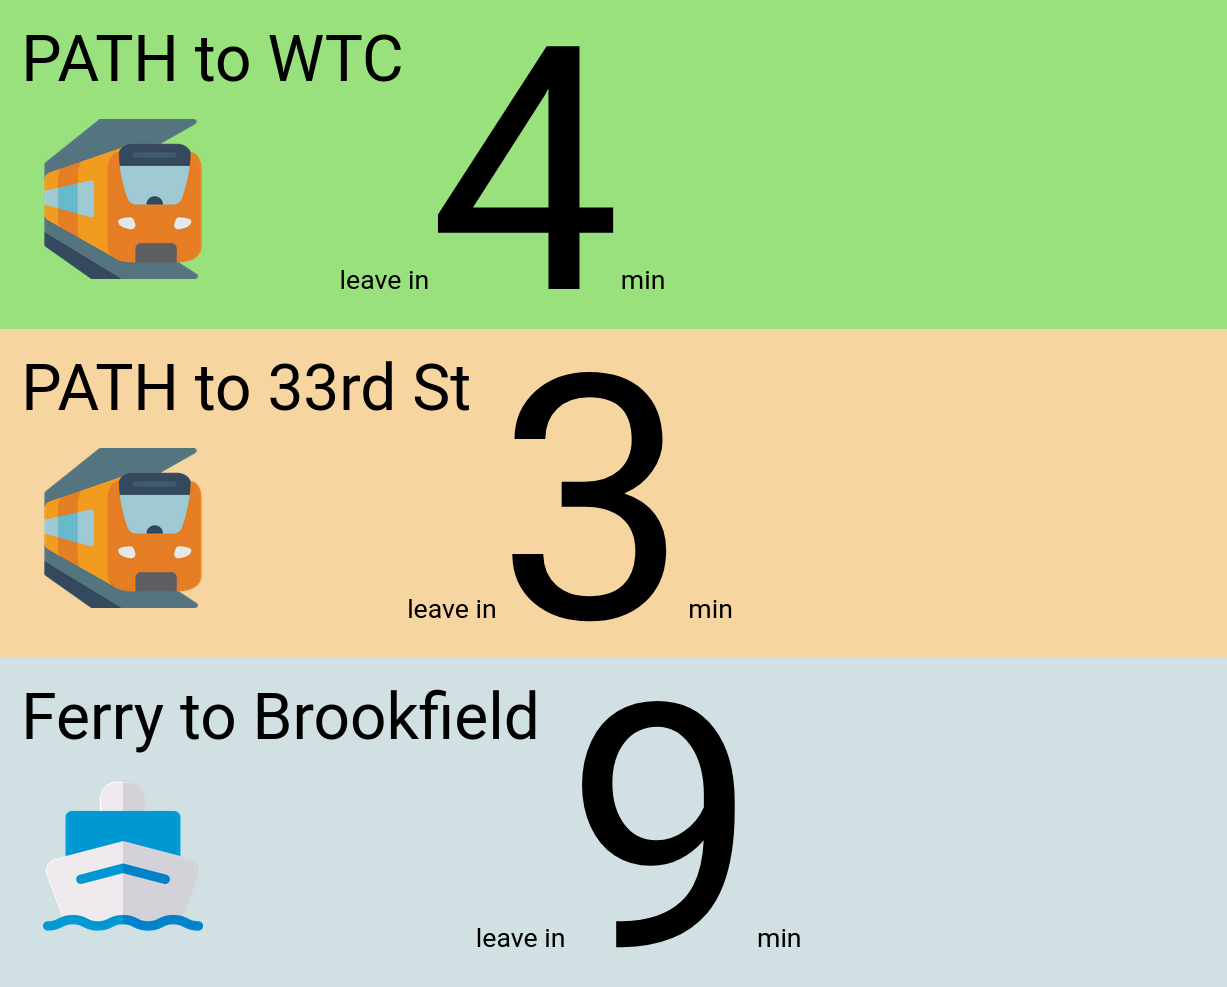 PATH to WTC
leave in 4 min
PATH to 33rd St
leave in 3 min
Ferry to Brookfield
leave in 9 min